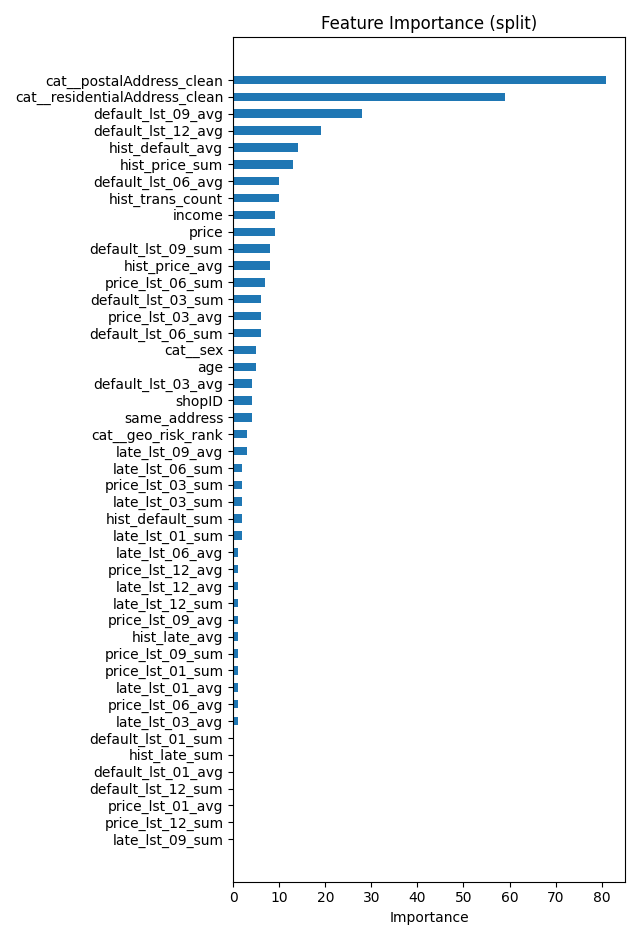 Feature Importance (split)
cat__postalAddress_clean
cat__residentialAddress_clean
default_lst_09_avg
default_lst_12_avg
hist_default_avg
hist_price_sum
default_lst_06_avg
hist_trans_count
income
price
default_lst_09_sum
hist_price_avg
price_lst_06_sum
default_lst_03_sum
price_lst_03_avg
default_lst_06_sum
cat__sex
age
default_lst_03_avg
shopID
same_address
cat__geo_risk_rank
late_lst_09_avg
late_lst_06_sum
price_lst_03_sum
late_lst_03_sum
hist_default_sum
late_lst_01_sum
late_lst_06_avg
price_lst_12_avg
late_lst_12_avg
late_lst_12_sum
price_lst_09_avg
hist_late_avg
price_lst_09_sum
price_lst_01_sum
late_lst_01_avg
price_lst_06_avg
late_lst_03_avg
default_lst_01_sum
hist_late_sum
default_lst_01_avg
default_lst_12_sum
price_lst_01_avg
price_lst_12_sum
late_lst_09_sum
0 10 20 30 40 50 60 70 80
Importance